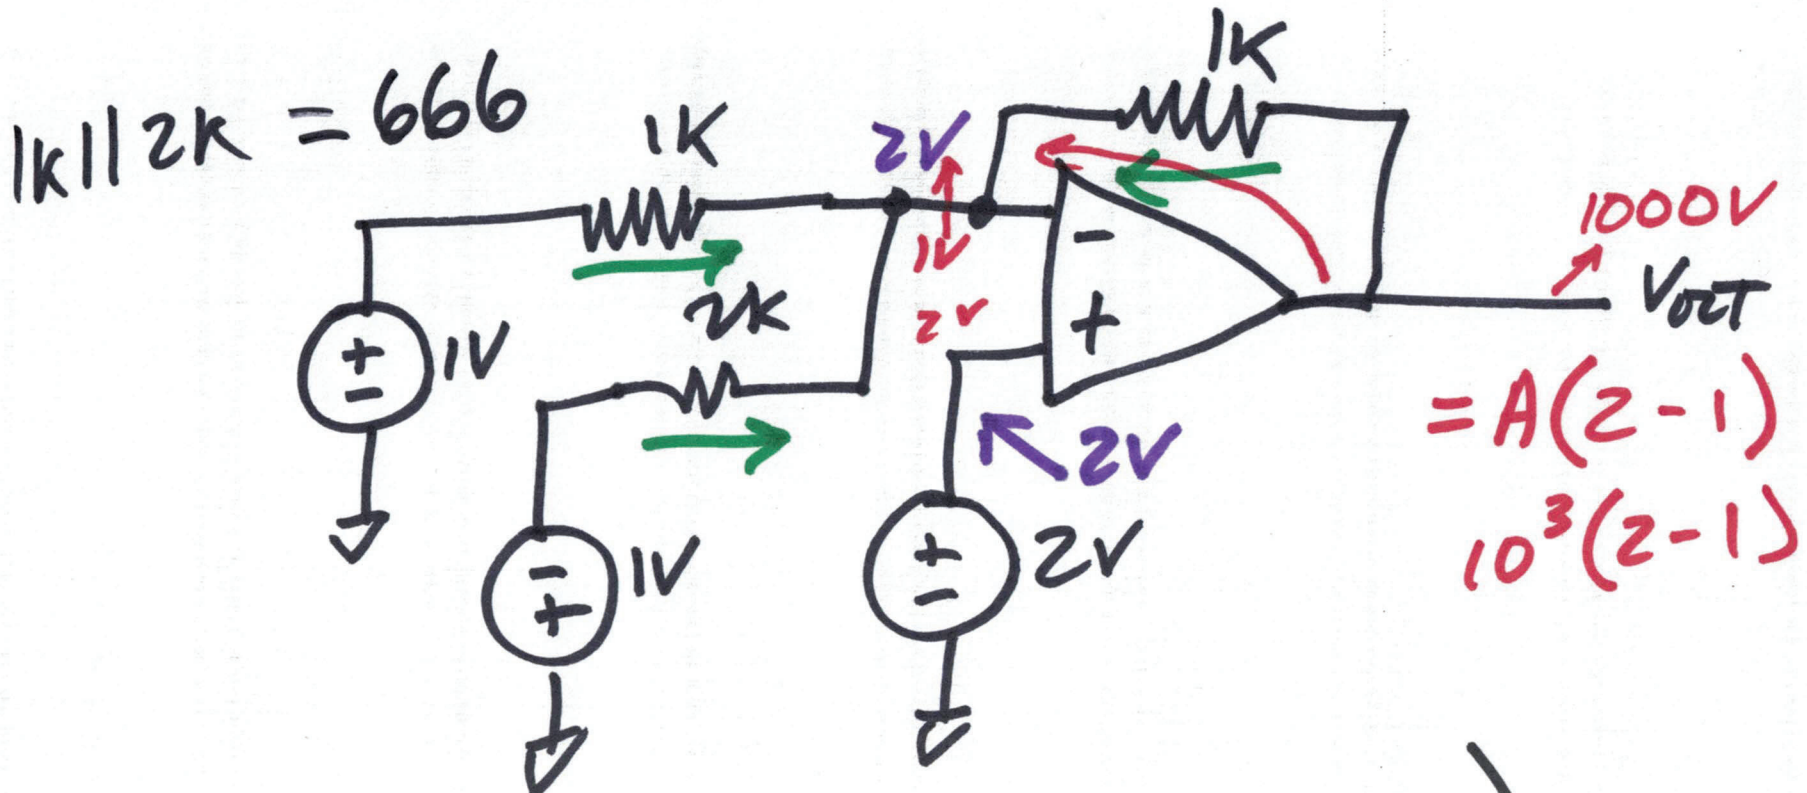 1K||2K = 666
1K
1K
2V
1V
2V
2K
1V
1V
-
+
+
-
-
+
+
-
2V
2V
1000V
VOUT
= A(2-1)
10³(2-1)